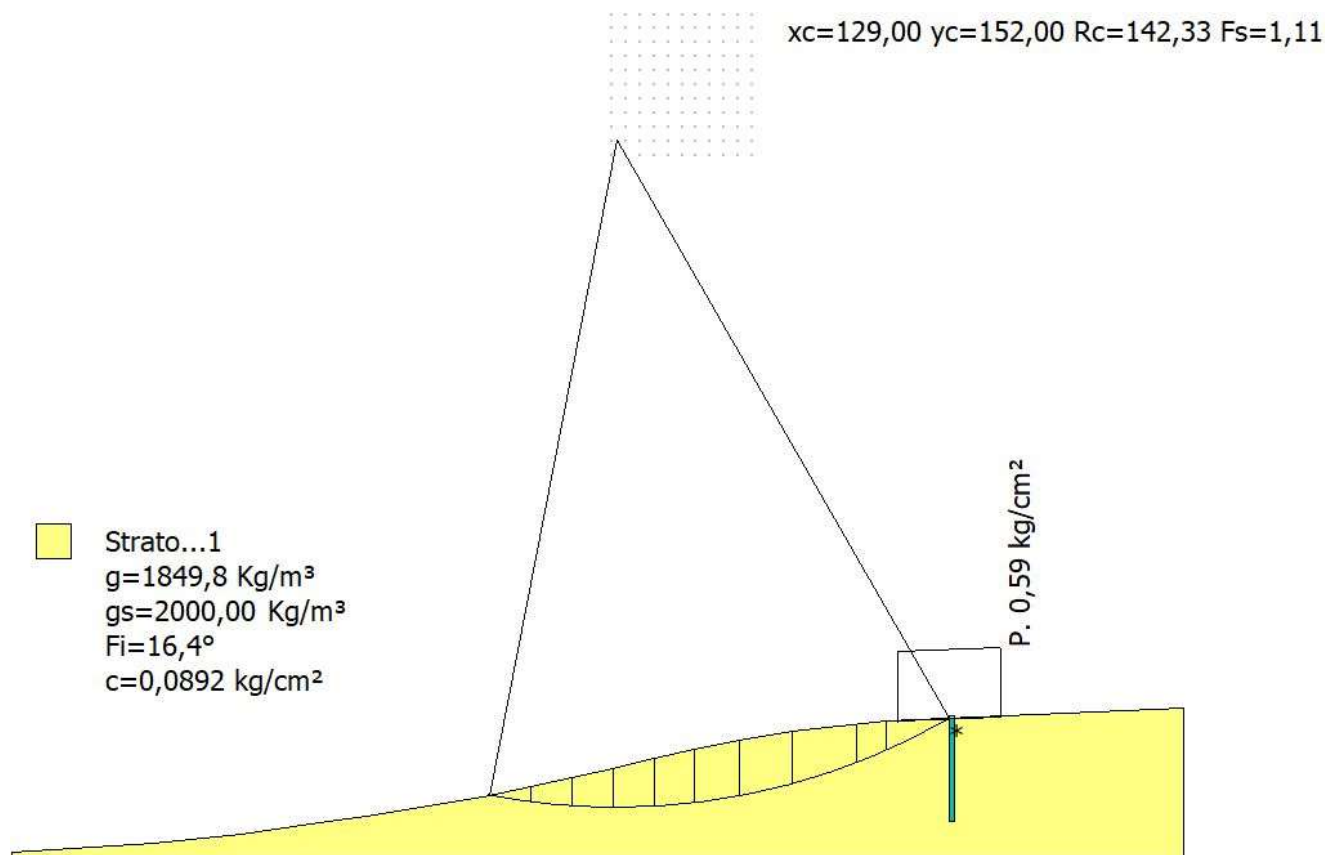 xc=129,00 yc=152,00 Rc=142,33 Fs=1,11
P. 0,59 kg/cm²
Strato...1
g=1849,8 Kg/m³
gs=2000,00 Kg/m³
Fi=16,4°
c=0,0892 kg/cm²